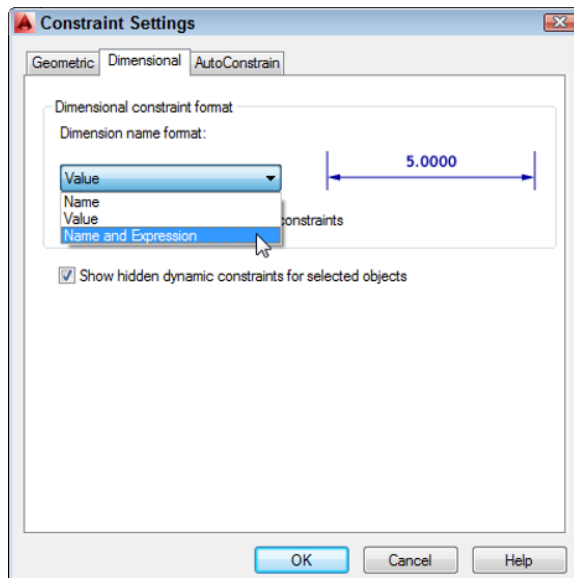 Constraint Settings
Geometric Dimensional AutoConstrain
Dimensional constraint format
Dimension name format:
5.0000
Value
Name
Value
constraints
Name and Expression
Show hidden dynamic constraints for selected objects
OK Cancel Help